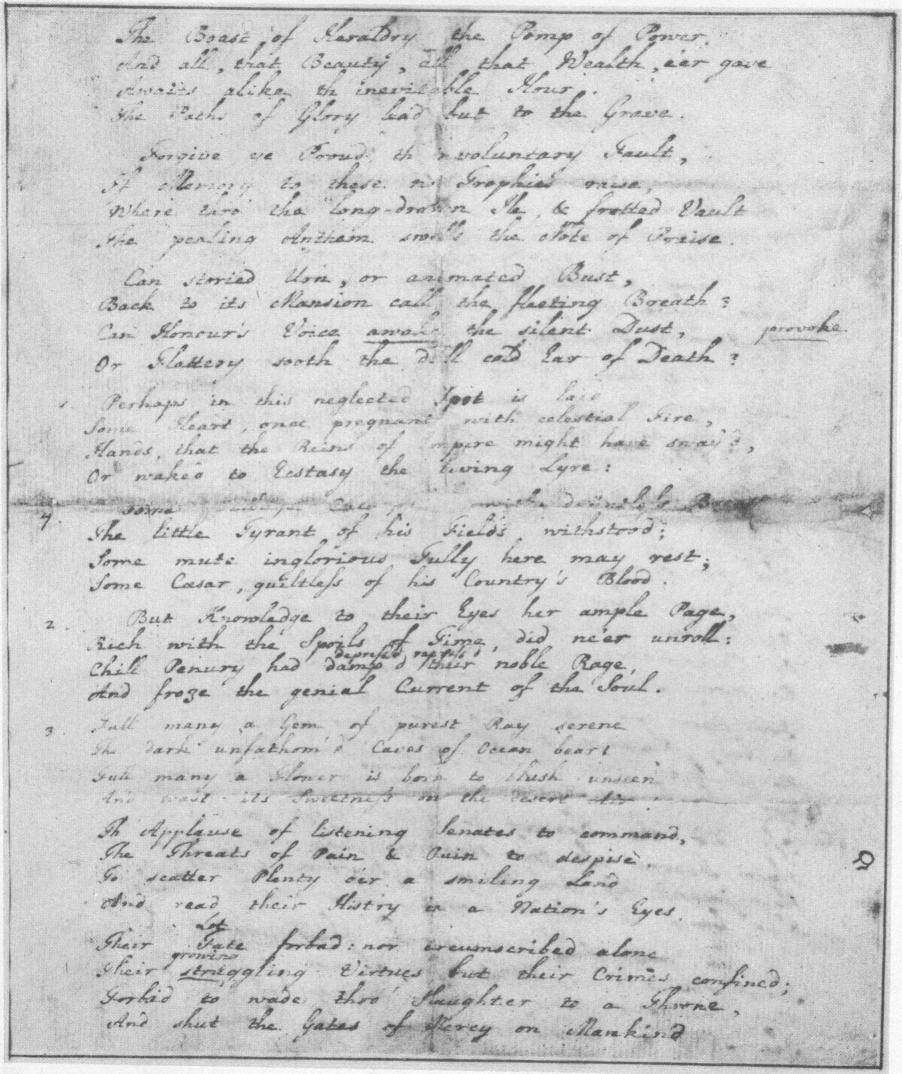 The Boast of Heraldry the Pomp of Power,
And all, that Beauty, all that Wealth, e'er gave
Awaits alike th' inevitable Hour.
The Paths of Glory lead but to the Grave.
Forgive ye Proud, th' involuntary Fault,
If Memory to these no Trophies raise,
Where thro' the long-drawn Ile, & fretted Vault
The pealing Anthem swells the Note of Praise.
Can storied Urn, or animated Bust,
Back to its Mansion call the fleeting Breath?
Can Honour's Voice awake the silent Dust, provoke
Or Flattery sooth the dull cold Ear of Death?
1 Perhaps in this neglected Spot is laid
Some Heart, once pregnant with celestial Fire,
Hands, that the Reins of Empire might have sway'd,
Or waked to Ecstasy the living Lyre:
4 Some with dauntless Breast
The little Tyrant of his Fields withstood;
Some mute inglorious Tully here may rest;
Some Cæsar, guiltless of his Country's Blood.
2 But Knowledge to their Eyes her ample Page,
Rich with the Spoils of Time, did ne'er unroll:
depress'd repress'd
Chill Penury had damp'd their noble Rage,
And froze the genial Current of the Soul.
3 Full many a Gem of purest Ray serene
The dark unfathom'd Caves of Ocean bear:
Full many a Flower is born to blush unseen
And wast its Sweetness on the desert Air.
Th' Applause of listening Senates to command,
The Threats of Pain & Ruin to despise,
To scatter Plenty o'er a smiling Land
And read their Histry in a Nation's Eyes,
Lot
Their Fate forbad: nor circumscribed alone
growing
Their struggling Virtues but their Crimes confined;
Forbad to wade thro' Slaughter to a Throne,
And shut the Gates of Mercy on Mankind